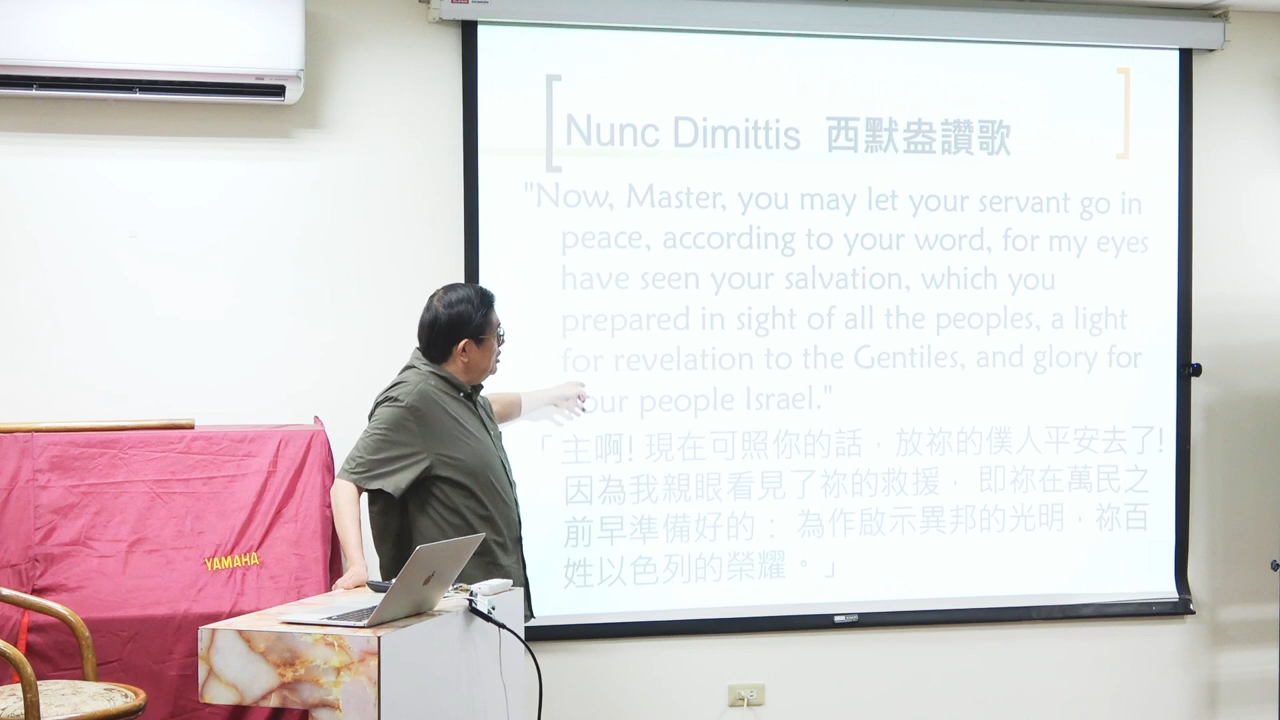 Nunc Dimittis 西默盎讚歌
"Now, Master, you may let your servant go in
peace, according to your word, for my eyes
have seen your salvation, which you
prepared in sight of all the peoples, a light
for revelation to the Gentiles, and glory for
your people Israel."
「主啊! 現在可照你的話，放祢的僕人平安去了!
因為我親眼看見了祢的救援， 即祢在萬民之
前早準備好的： 為作啟示異邦的光明，祢百
姓以色列的榮耀。」
YAMAHA